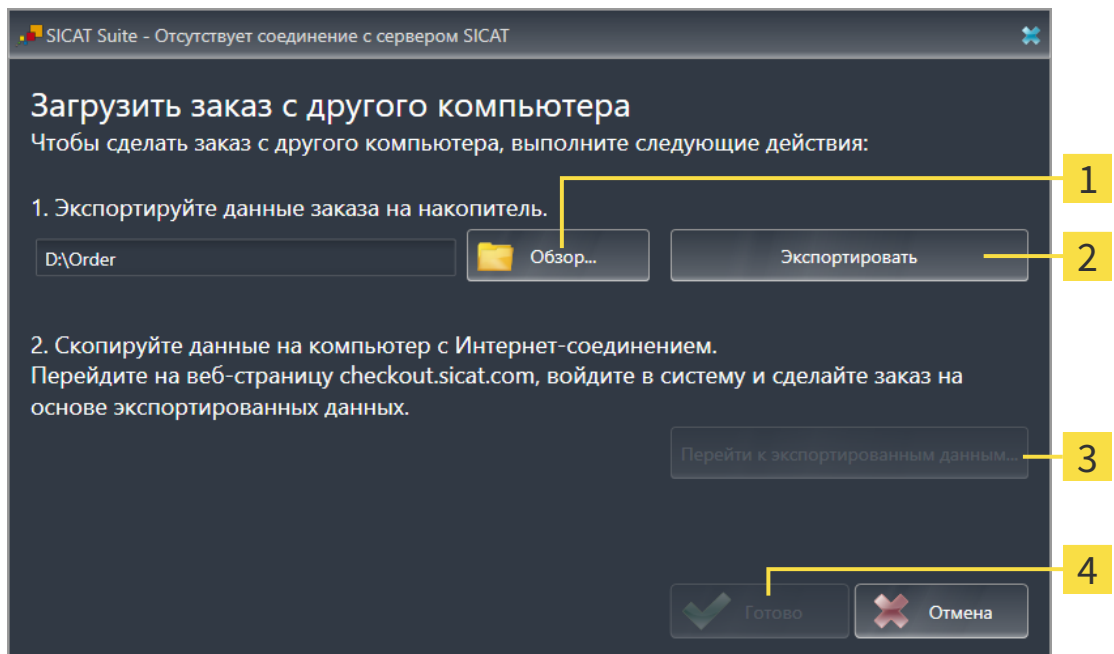 SICAT Suite - Отсутствует соединение с сервером SICAT
Загрузить заказ с другого компьютера
Чтобы сделать заказ с другого компьютера, выполните следующие действия:
1
1. Экспортируйте данные заказа на накопитель.
D:\Order
Обзор...
Экспортировать
2
2. Скопируйте данные на компьютер с Интернет-соединением.
Перейдите на веб-страницу checkout.sicat.com, войдите в систему и сделайте заказ на
основе экспортированных данных.
Перейти к экспортированным данным...
3
4
Готово
Отмена